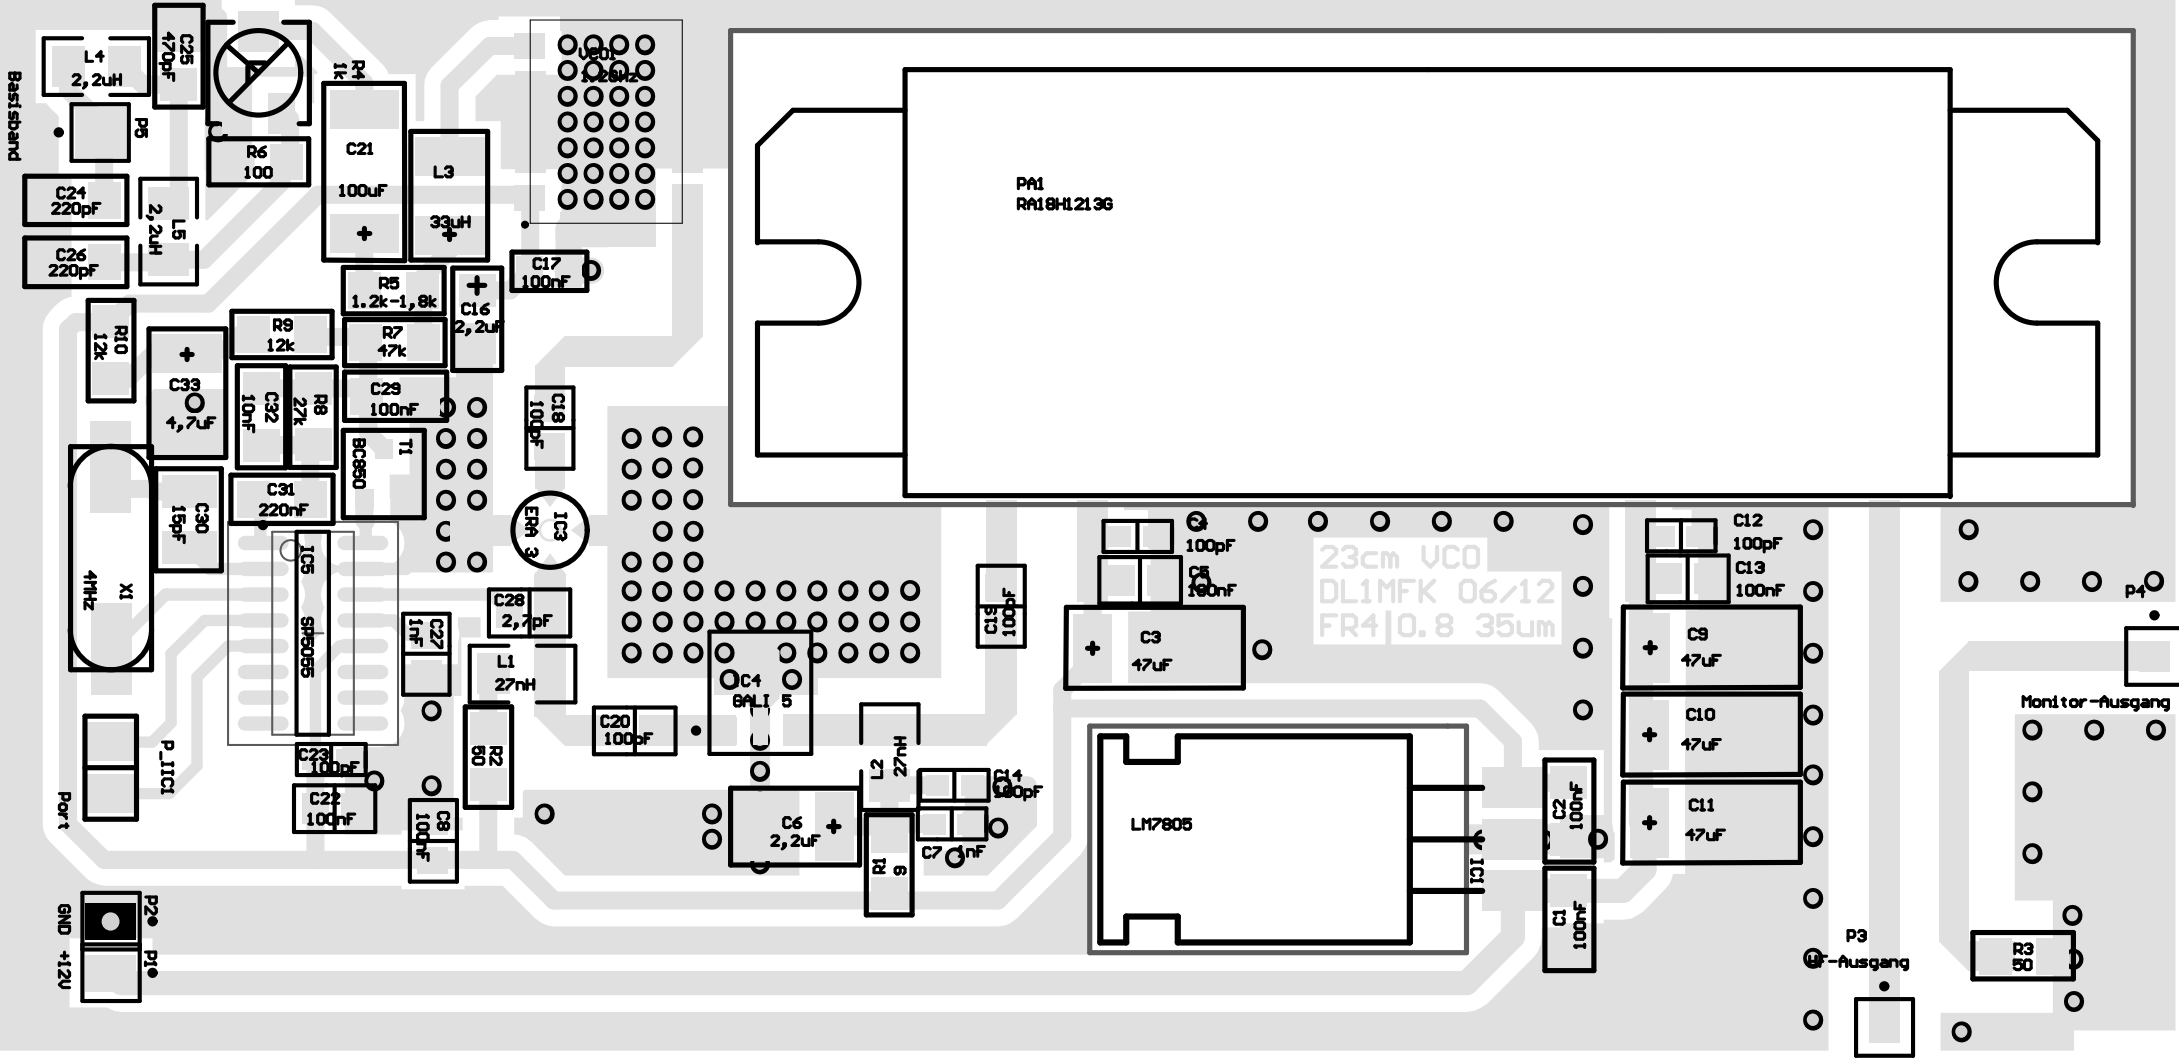 L4
2,2uH
C25
470pF
R4
1k
VCO1
Basisband
P5
R6
100
C21
100uF
L3
33uH
PA1
RA18H1213G
C24
220pF
L5
2,2uH
C26
220pF
C17
100nF
R5
1.2k-1,8k
C16
2,2uF
R10
12k
R9
12k
R7
47k
C33
4,7uF
C32
10nF
R8
27k
C29
100nF
C18
100pF
T1
BC850
C31
220nF
C30
15pF
IC3
ERA 3
X1
4MHz
IC5
SP5055
C28
2,7pF
C27
1nF
L1
27nH
C4
100pF
C5
100nF
C3
47uF
23cm VCO
DL1MFK 06/12
FR4|0.8 35um
C12
100pF
C13
100nF
C9
47uF
P4
Monitor-Ausgang
100pF
IC4
GALI 5
C20
100pF
R2
50
L2
27nH
C10
47uF
P_IIC1
Port
C23
100pF
C22
100nF
C8
100nF
C6
2,2uF
C14
100pF
C7 1nF
R1
LM7805
IC1
C2
100nF
C11
47uF
P2
GND
P1
+12V
C1
100nF
P3
HF-Ausgang
R3
50